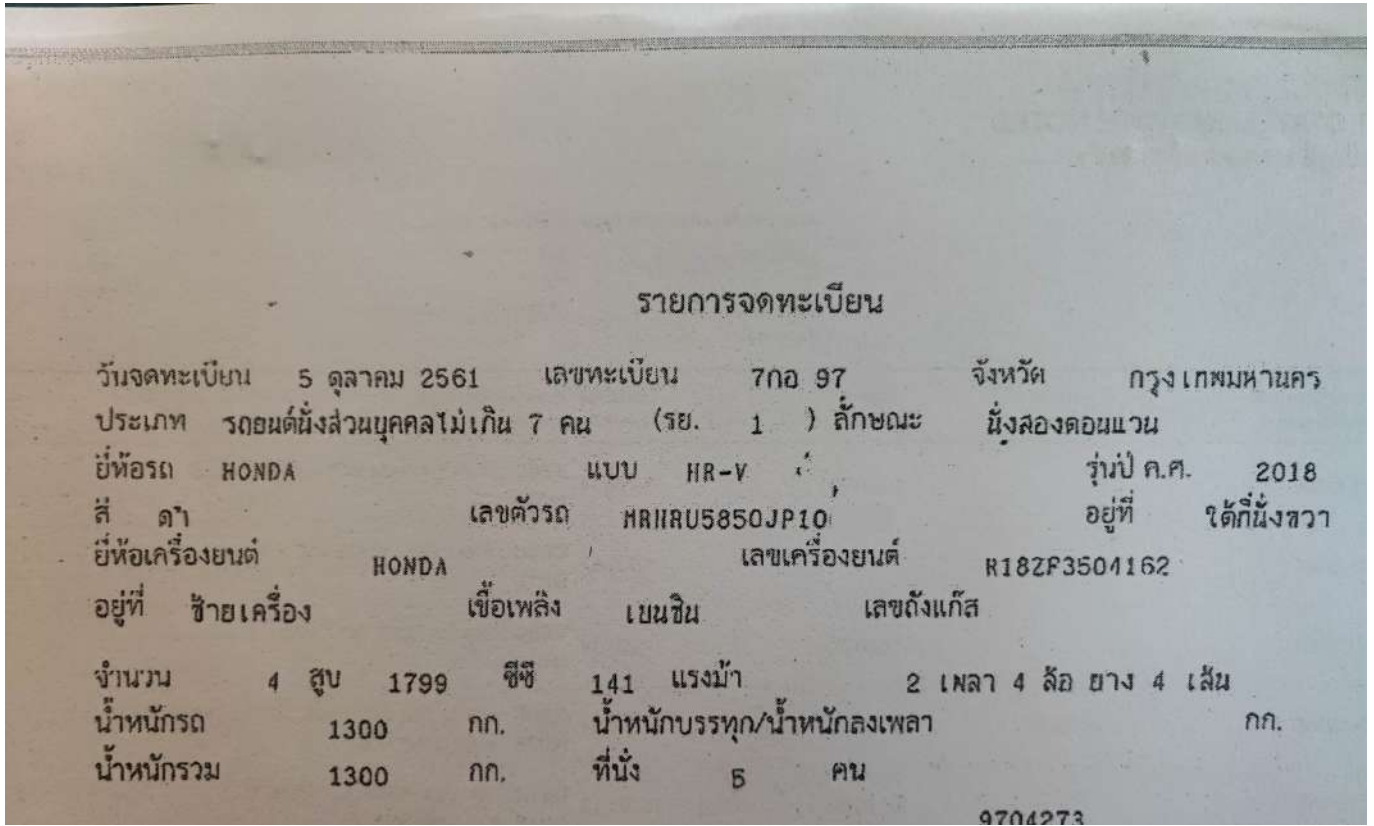 รายการจดทะเบียน
วันจดทะเบียน 5 ตุลาคม 2561 เลขทะเบียน 7กอ 97 จังหวัด กรุงเทพมหานคร
ประเภท รถยนต์นั่งส่วนบุคคลไม่เกิน 7 คน (รย. 1 ) ลักษณะ นั่งสองตอนแวน
ยี่ห้อรถ HONDA แบบ HR-V รุ่นปี ค.ศ. 2018
สี ดำ เลขตัวรถ MRHRU5850JP10 อยู่ที่ ใต้ที่นั่งขวา
ยี่ห้อเครื่องยนต์ HONDA เลขเครื่องยนต์ R18ZF3504162
อยู่ที่ ซ้ายเครื่อง เชื้อเพลิง เบนซิน เลขถังแก๊ส
จำนวน 4 สูบ 1799 ซีซี 141 แรงม้า 2 เพลา 4 ล้อ ยาง 4 เส้น
น้ำหนักรถ 1300 กก. น้ำหนักบรรทุก/น้ำหนักลงเพลา กก.
น้ำหนักรวม 1300 กก. ที่นั่ง 5 คน
9704273